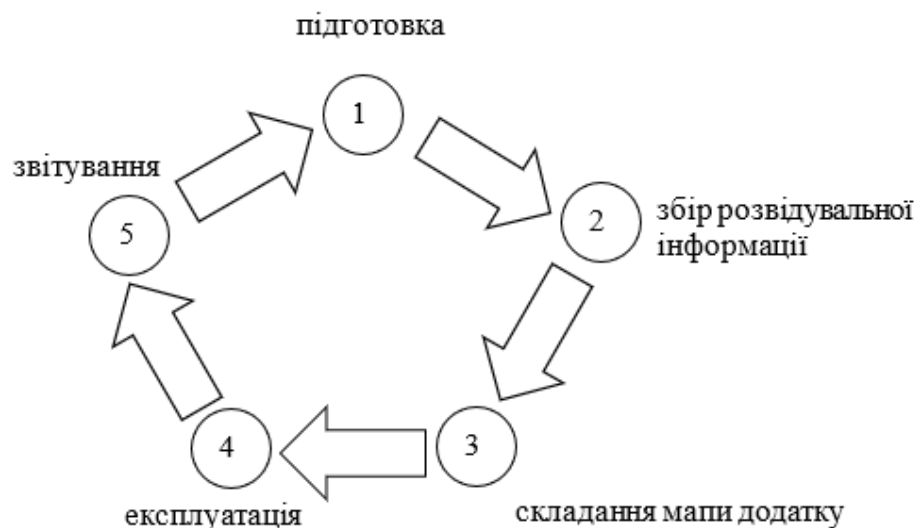 підготовка
1
звітування
5
2
збір розвідувальної
інформації
4
3
експлуатація
складання мапи додатку